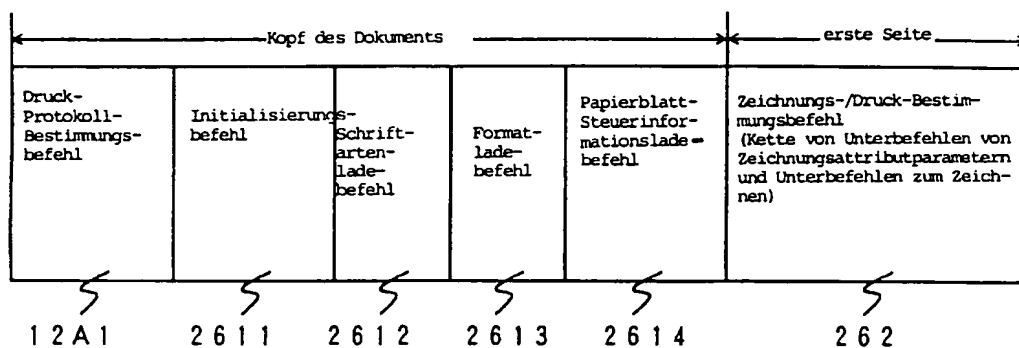 Kopf des Dokuments
erste Seite
Druck-
Protokoll-
Bestimmungs-
befehl
Initialisierungs-
befehl
Schrift-
arten-
lade-
befehl
Format-
lade-
befehl
Papierblatt-
Steuerinfor-
mationslade-
befehl
Zeichnungs-/Druck-Bestim-
mungsbefehl
(Kette von Unterbefehlen von
Zeichnungsattributparametern
und Unterbefehlen zum Zeich-
nen)
12A1
2611
2612
2613
2614
262